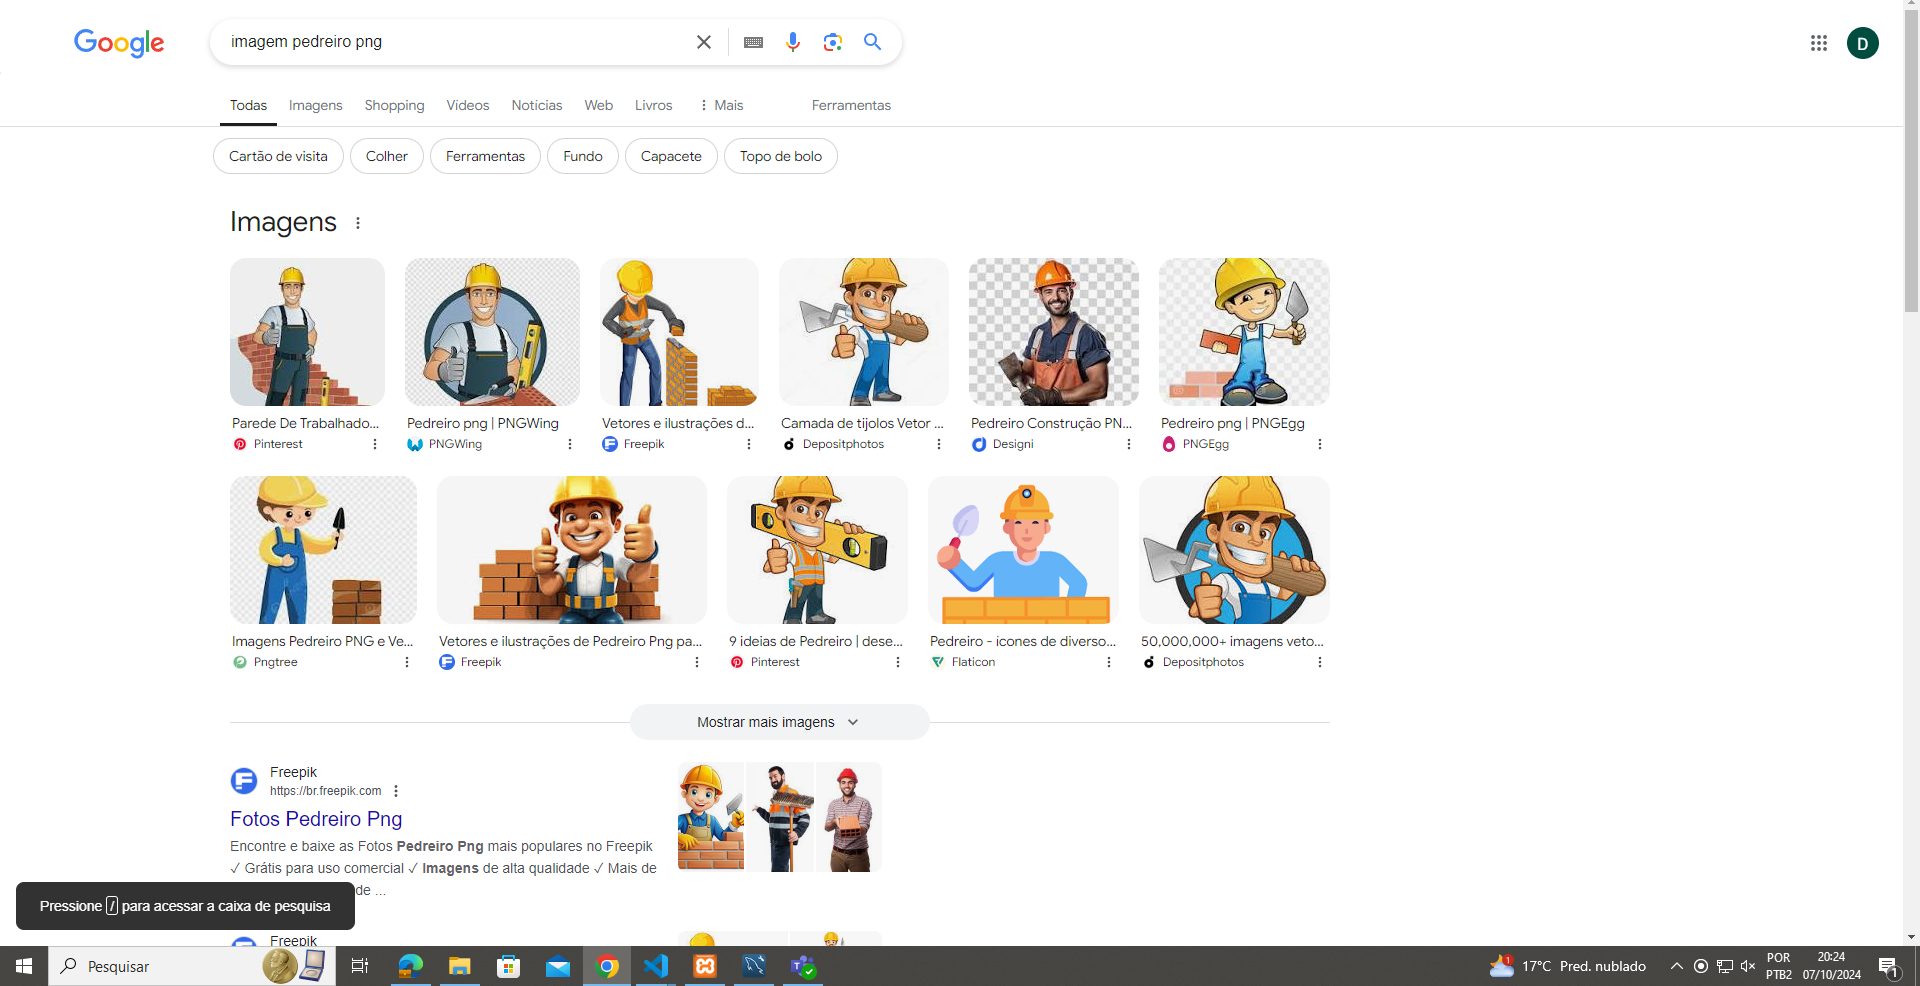 Google
imagem pedreiro png
D
Todas Imagens Shopping Vídeos Notícias Web Livros Mais Ferramentas
Cartão de visita Colher Ferramentas Fundo Capacete Topo de bolo
Imagens
Parede De Trabalhado... Pedreiro png | PNGWing Vetores e ilustrações d... Camada de tijolos Vetor ... Pedreiro Construção PN... Pedreiro png | PNGEgg
Pinterest PNGWing Freepik Depositphotos Designi PNGEgg
Imagens Pedreiro PNG e Ve... Vetores e ilustrações de Pedreiro Png pa... 9 ideias de Pedreiro | dese... Pedreiro - ícones de diverso... 50,000,000+ imagens veto...
Pngtree Freepik Pinterest Flaticon Depositphotos
Mostrar mais imagens
Freepik
https://br.freepik.com
Fotos Pedreiro Png
Encontre e baixe as Fotos Pedreiro Png mais populares no Freepik
✓ Grátis para uso comercial ✓ Imagens de alta qualidade ✓ Mais de
de ...
Pressione / para acessar a caixa de pesquisa
Freepik
Pesquisar
1 17°C Pred. nublado
POR
PTB2
20:24
07/10/2024
1